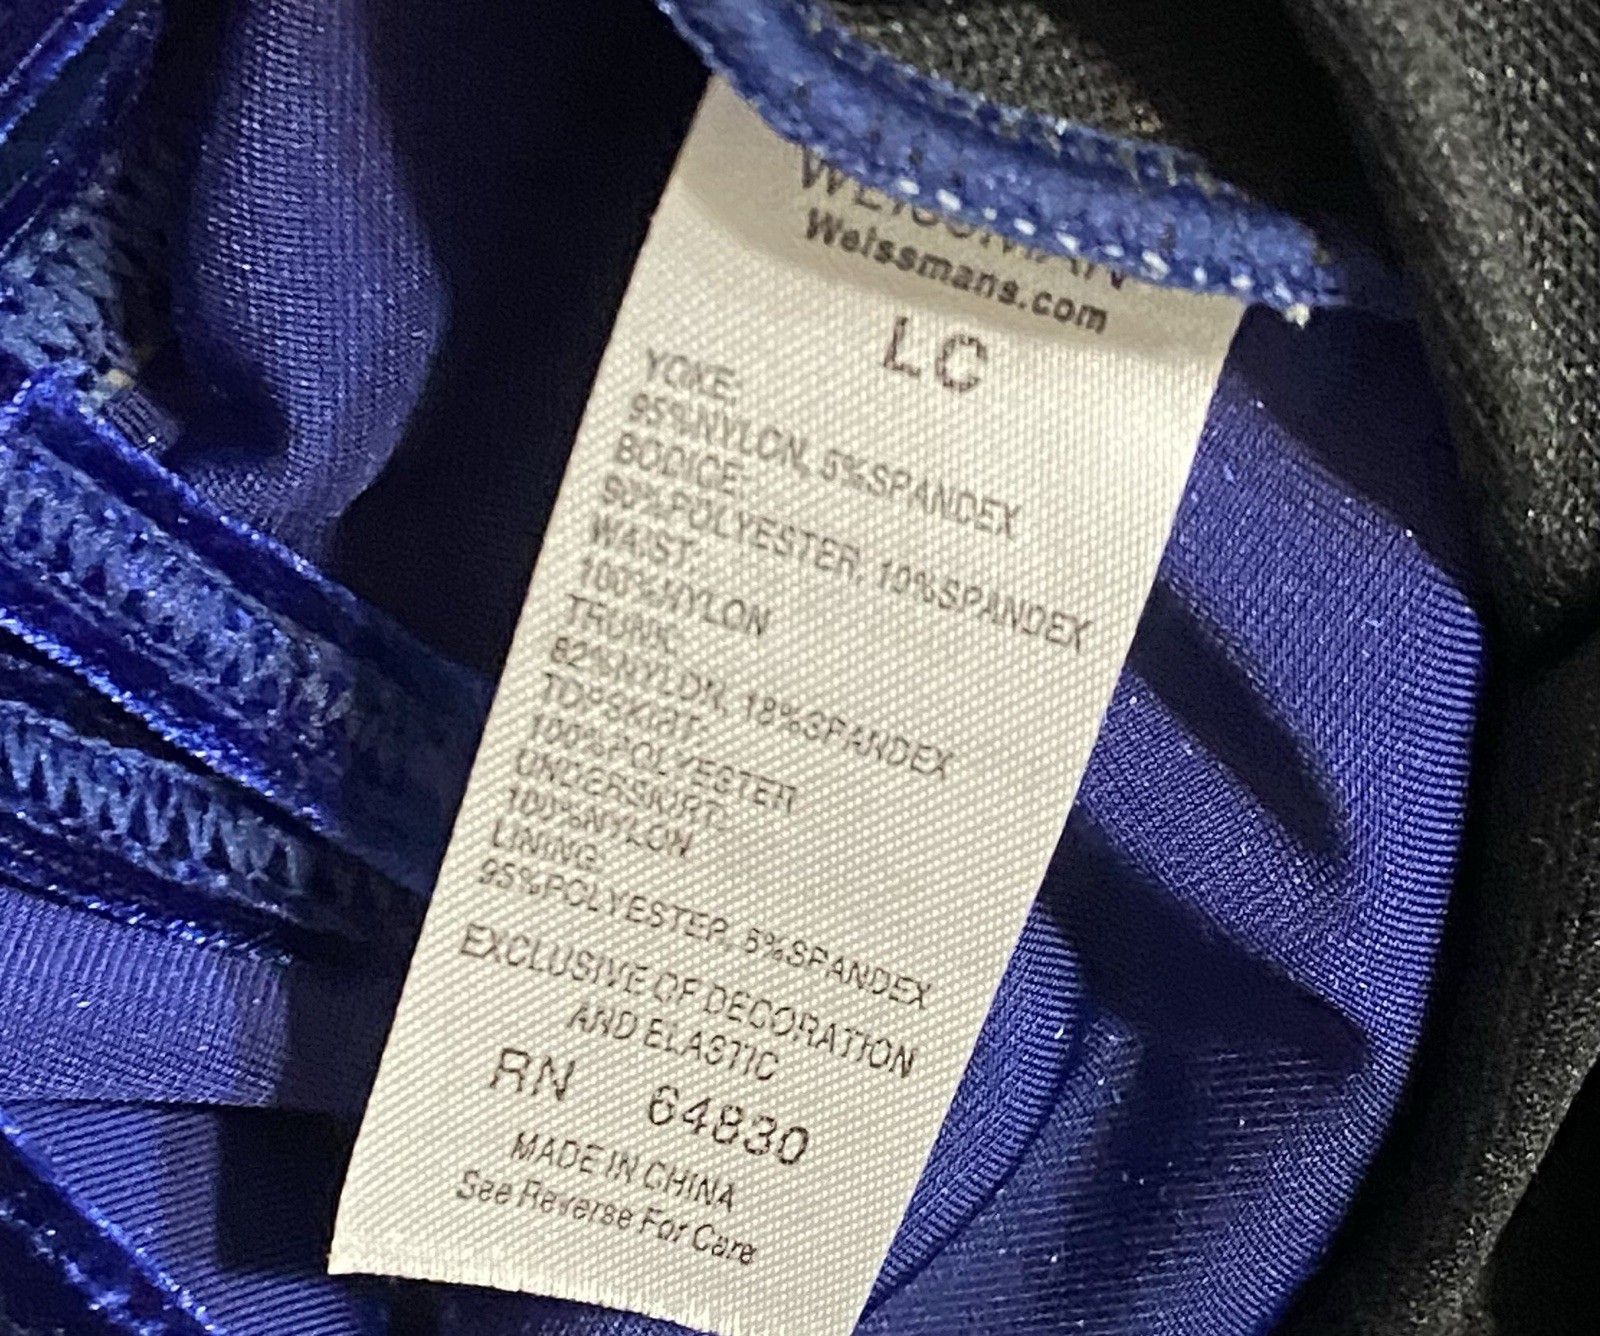 WEISSMAN
Weissmans.com
LC
YOKE:
95%NYLON, 5%SPANDEX
BODICE:
90%POLYESTER, 10%SPANDEX
WAIST:
100%NYLON
TRUNK:
82%NYLON, 18%SPANDEX
TOPSKIRT:
100%POLYESTER
UNDERSKIRT:
100%NYLON
LINING:
95%POLYESTER, 5%SPANDEX
EXCLUSIVE OF DECORATION
AND ELASTIC
RN 64830
MADE IN CHINA
See Reverse For Care